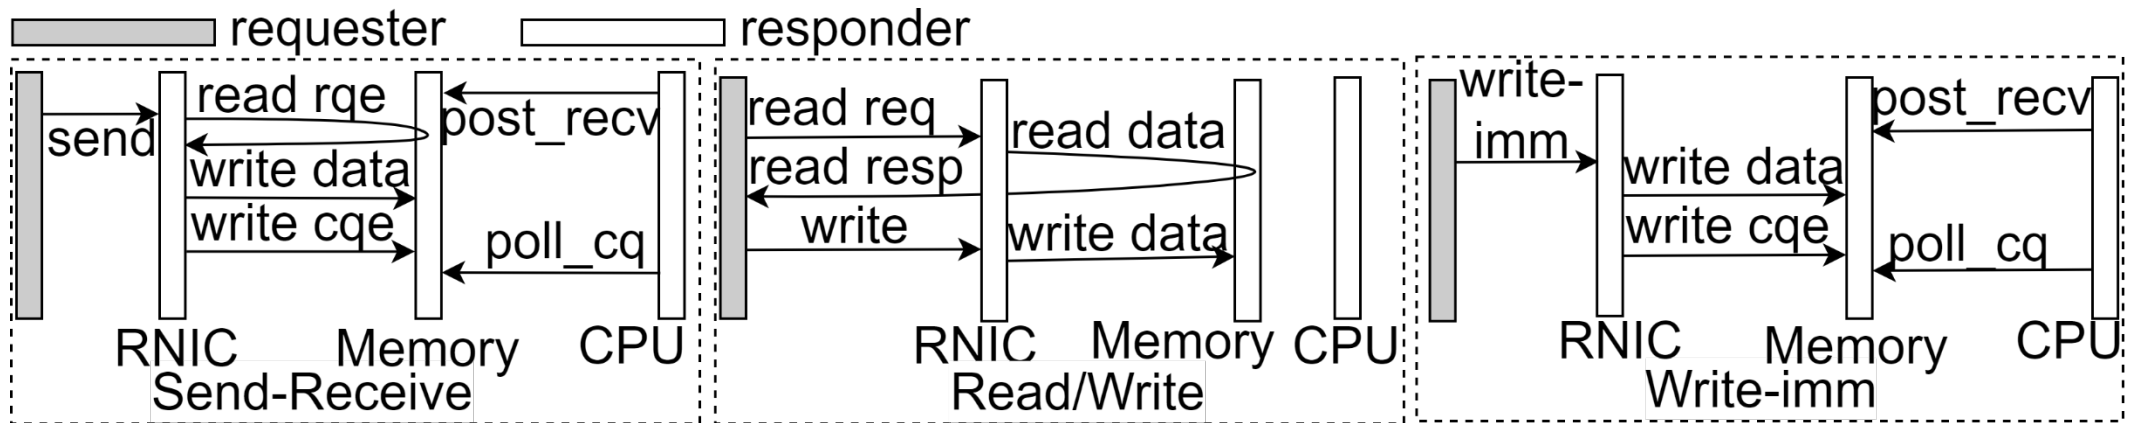 requester
responder
send
read rqe
write data
write cqe
post_recv
poll_cq
RNIC
Memory
CPU
Send-Receive
read req
read resp
write
read data
write data
RNIC
Memory
CPU
Read/Write
write-
imm
write data
write cqe
post_recv
poll_cq
RNIC
Memory
CPU
Write-imm